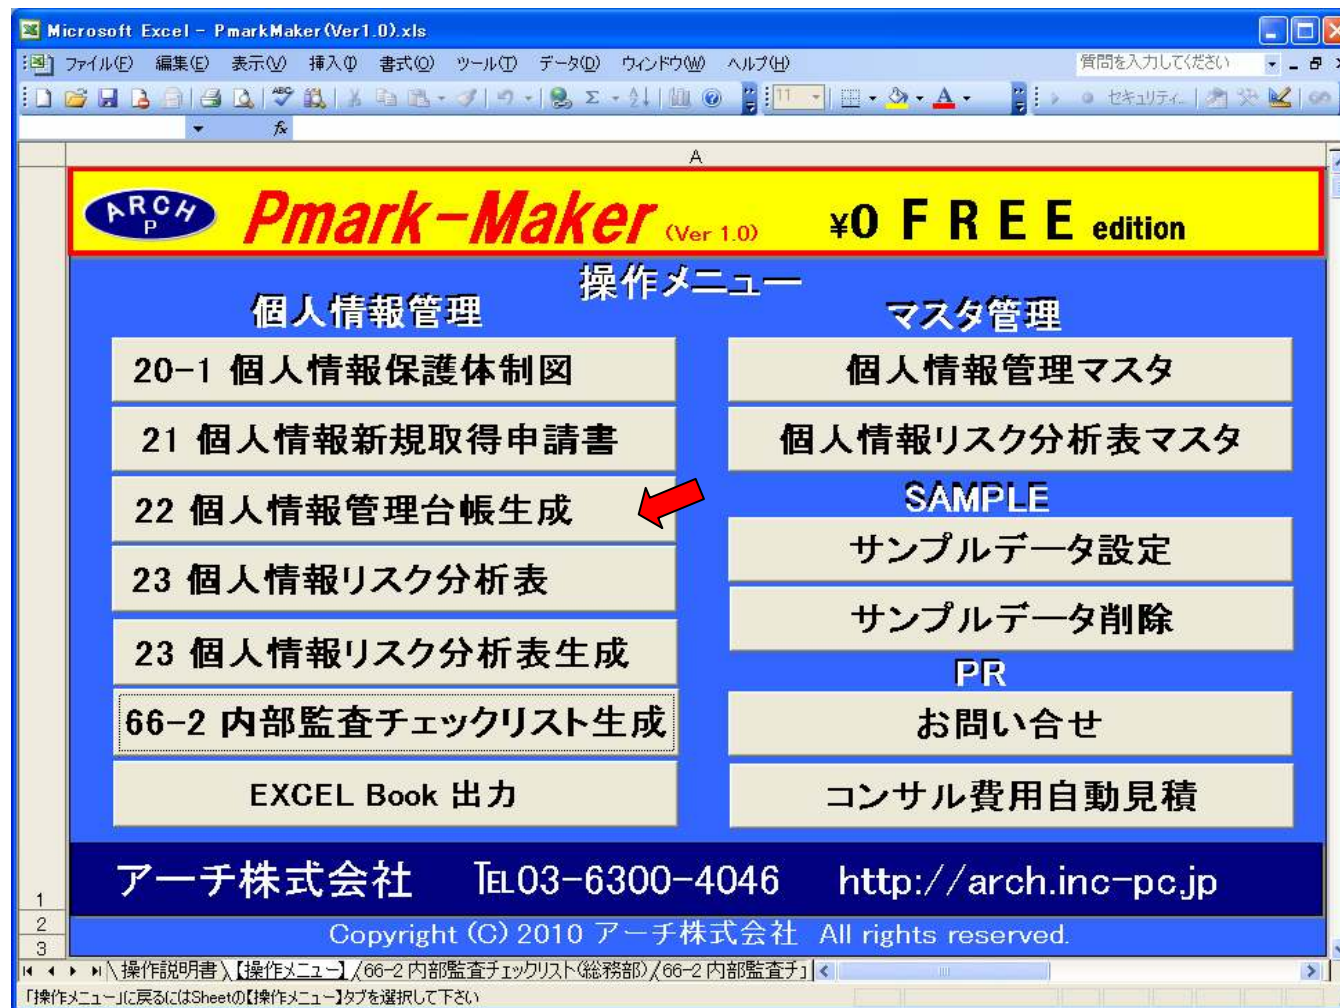 Microsoft Excel - PmarkMaker(Ver1.0).xls
ファイル(F) 編集(E) 表示(V) 挿入(I) 書式(O) ツール(T) データ(D) ウィンドウ(W) ヘルプ(H) 質問を入力してください
11 セキュリティ...
fx
A
ARCH P Pmark-Maker (Ver 1.0) ¥0 FREE edition
操作メニュー
個人情報管理
マスタ管理
20-1 個人情報保護体制図
個人情報管理マスタ
21 個人情報新規取得申請書
個人情報リスク分析表マスタ
22 個人情報管理台帳生成
SAMPLE
サンプルデータ設定
23 個人情報リスク分析表
サンプルデータ削除
23 個人情報リスク分析表生成
PR
66-2 内部監査チェックリスト生成
お問い合せ
EXCEL Book 出力
コンサル費用自動見積
アーチ株式会社 TEL03-6300-4046 http://arch.inc-pc.jp
1
2
3
Copyright (C) 2010 アーチ株式会社 All rights reserved.
操作説明書 【操作メニュー】 66-2 内部監査チェックリスト(総務部) 66-2 内部監査チェ
「操作メニュー」に戻るにはSheetの【操作メニュー】タブを選択して下さい